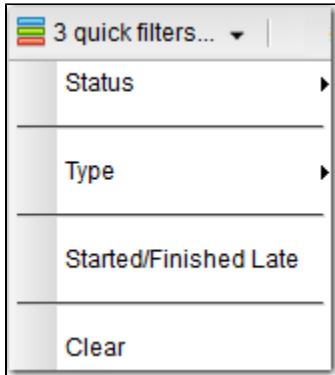 3 quick filters...
Status
Type
Started/Finished Late
Clear